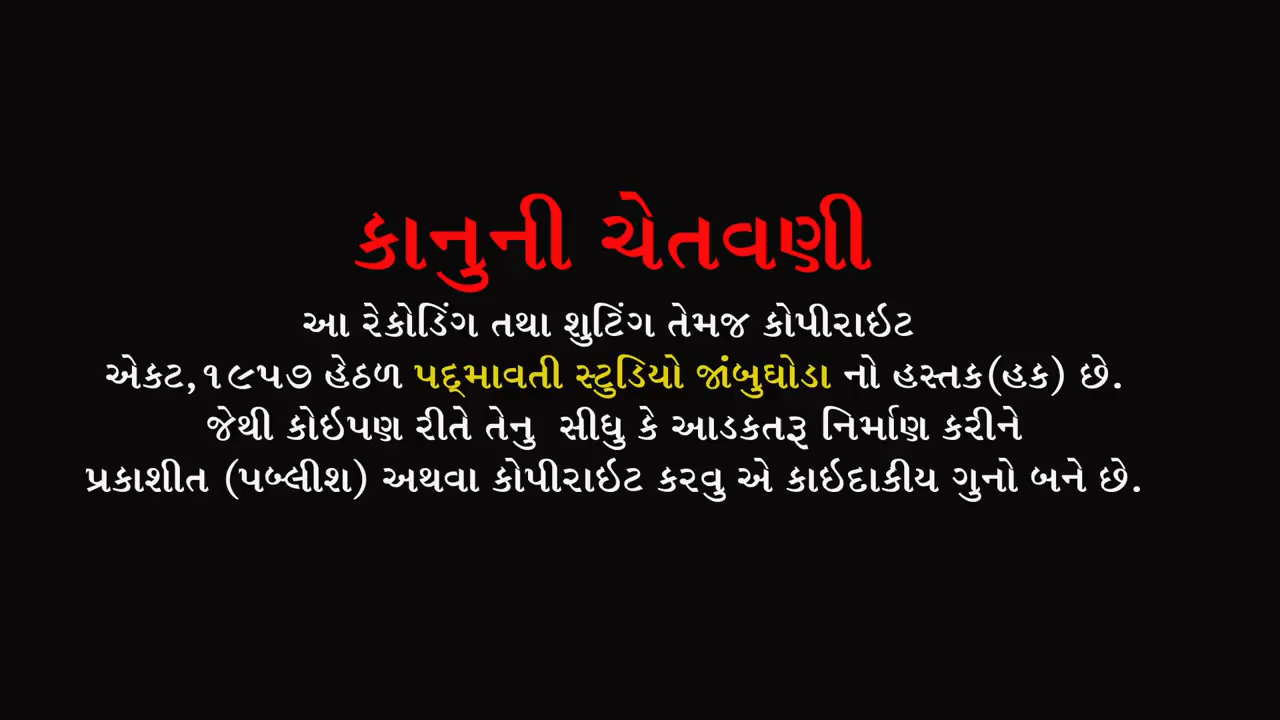 કાનુની ચેતવણી
આ રેકોડિંગ તથા શુટિંગ તેમજ કોપીરાઇટ
એકટ,૧૯૫૭ હેઠળ પદ્માવતી સ્ટુડિયો જાંબુઘોડા નો હસ્તક(હક) છે.
જેથી કોઇપણ રીતે તેનુ  સીધુ કે આડકતરૂ નિર્માણ કરીને
પ્રકાશીત (પબ્લીશ) અથવા કોપીરાઇટ કરવુ એ કાઇદાકીય ગુનો બને છે.